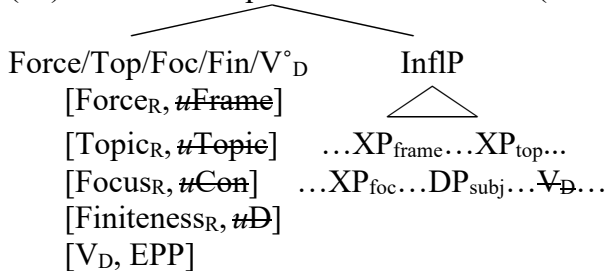 Force/Top/Foc/Fin/V°D InflP
[ForceR, uFrame]
[TopicR, uTopic] …XPframe…XPtop...
[FocusR, uCon] …XPfoc…DPsubj…VD…
[FinitenessR, uD]
[VD, EPP]